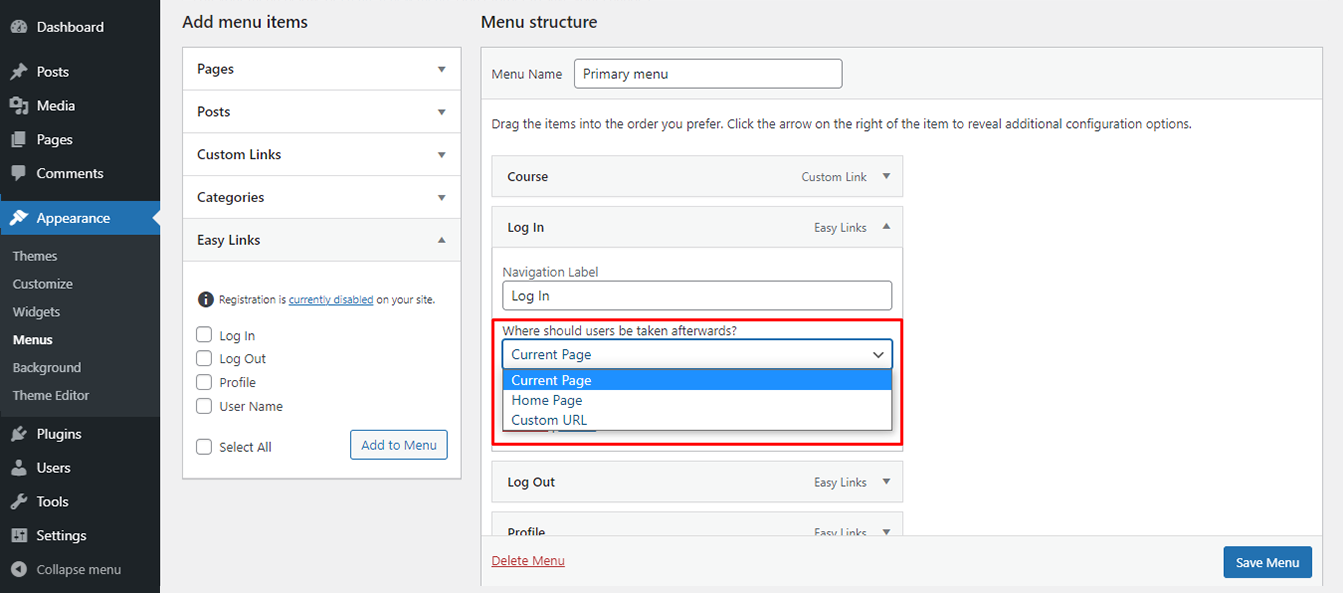 Dashboard
Posts
Media
Pages
Comments
Appearance
Themes
Customize
Widgets
Menus
Background
Theme Editor
Plugins
Users
Tools
Settings
Collapse menu
Add menu items
Pages
Posts
Custom Links
Categories
Easy Links
Registration is currently disabled on your site.
Log In
Log Out
Profile
User Name
Select All
Add to Menu
Menu structure
Menu Name Primary menu
Drag the items into the order you prefer. Click the arrow on the right of the item to reveal additional configuration options.
Course Custom Link
Log In Easy Links
Navigation Label
Log In
Where should users be taken afterwards?
Current Page
Current Page
Home Page
Custom URL
Log Out Easy Links
Profile Easy Links
Delete Menu
Save Menu